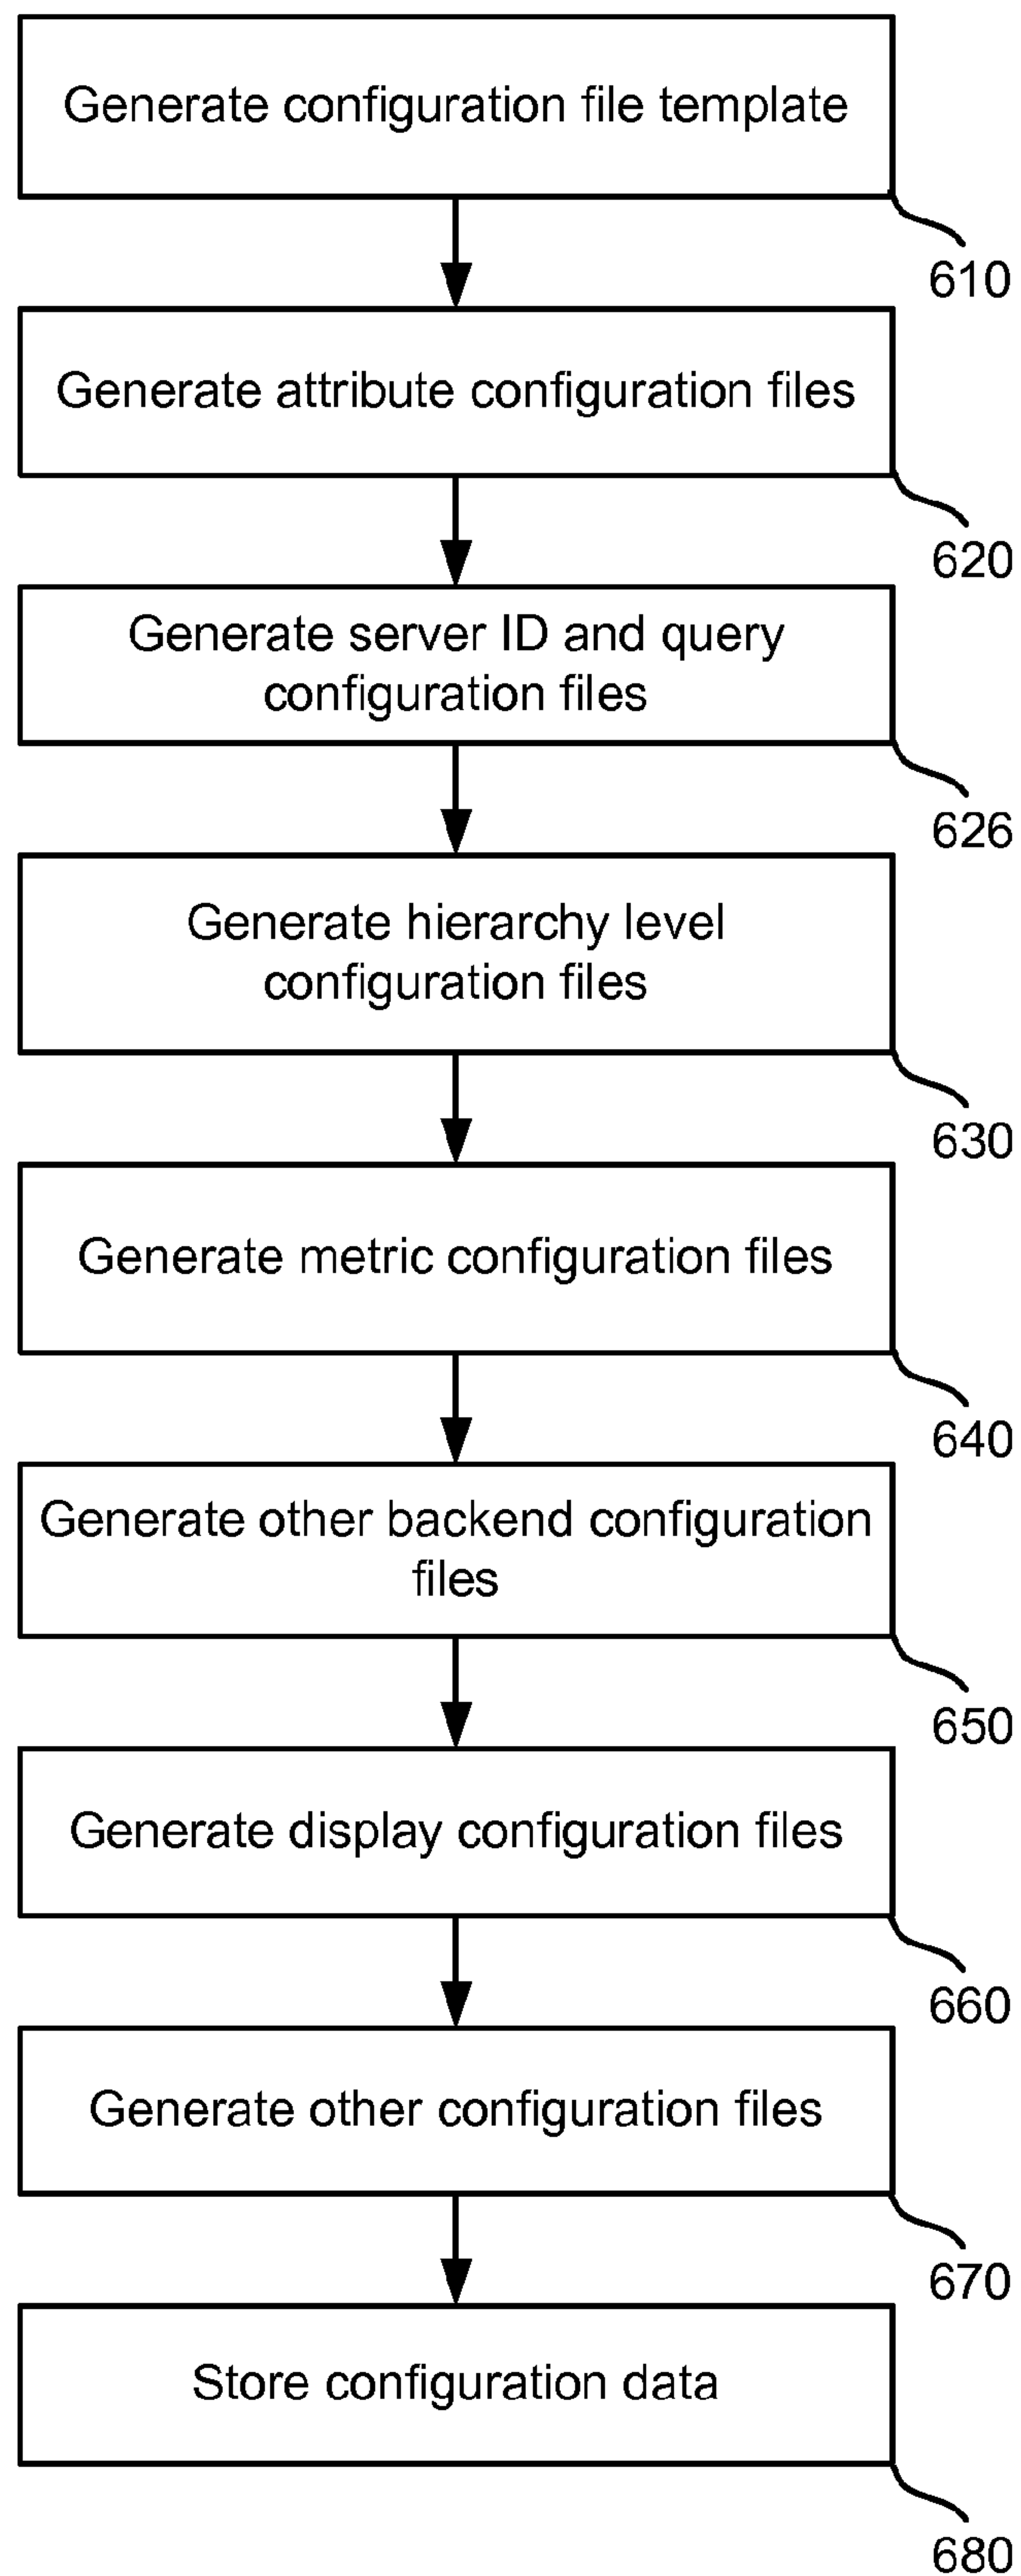 Generate configuration file template
610
Generate attribute configuration files
620
Generate server ID and query
configuration files
626
Generate hierarchy level
configuration files
630
Generate metric configuration files
640
Generate other backend configuration
files
650
Generate display configuration files
660
Generate other configuration files
670
Store configuration data
680